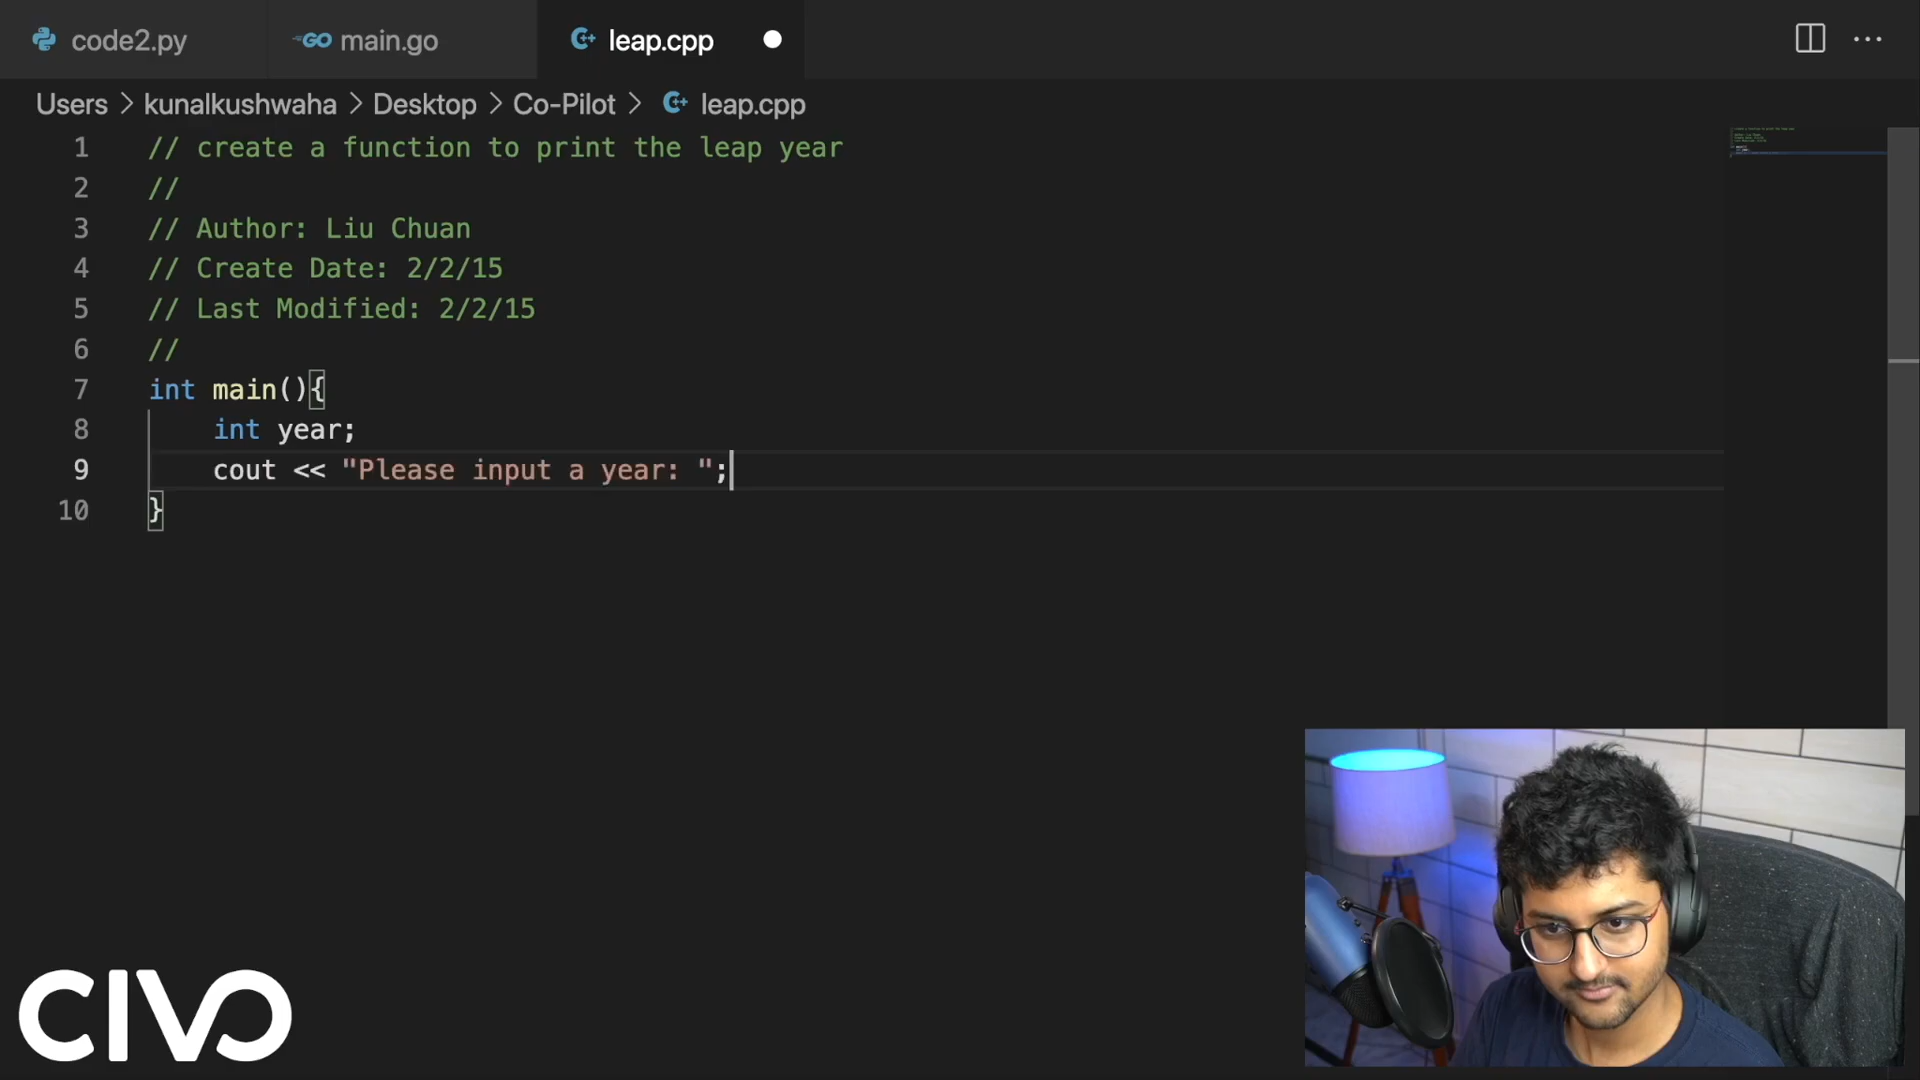 code2.py
GO main.go
leap.cpp
Users > kunalkushwaha > Desktop > Co-Pilot > leap.cpp
1 // create a function to print the leap year
2 //
3 // Author: Liu Chuan
4 // Create Date: 2/2/15
5 // Last Modified: 2/2/15
6 //
7 int main(){
8 int year;
9 cout << "Please input a year: ";
10 }
CIVO